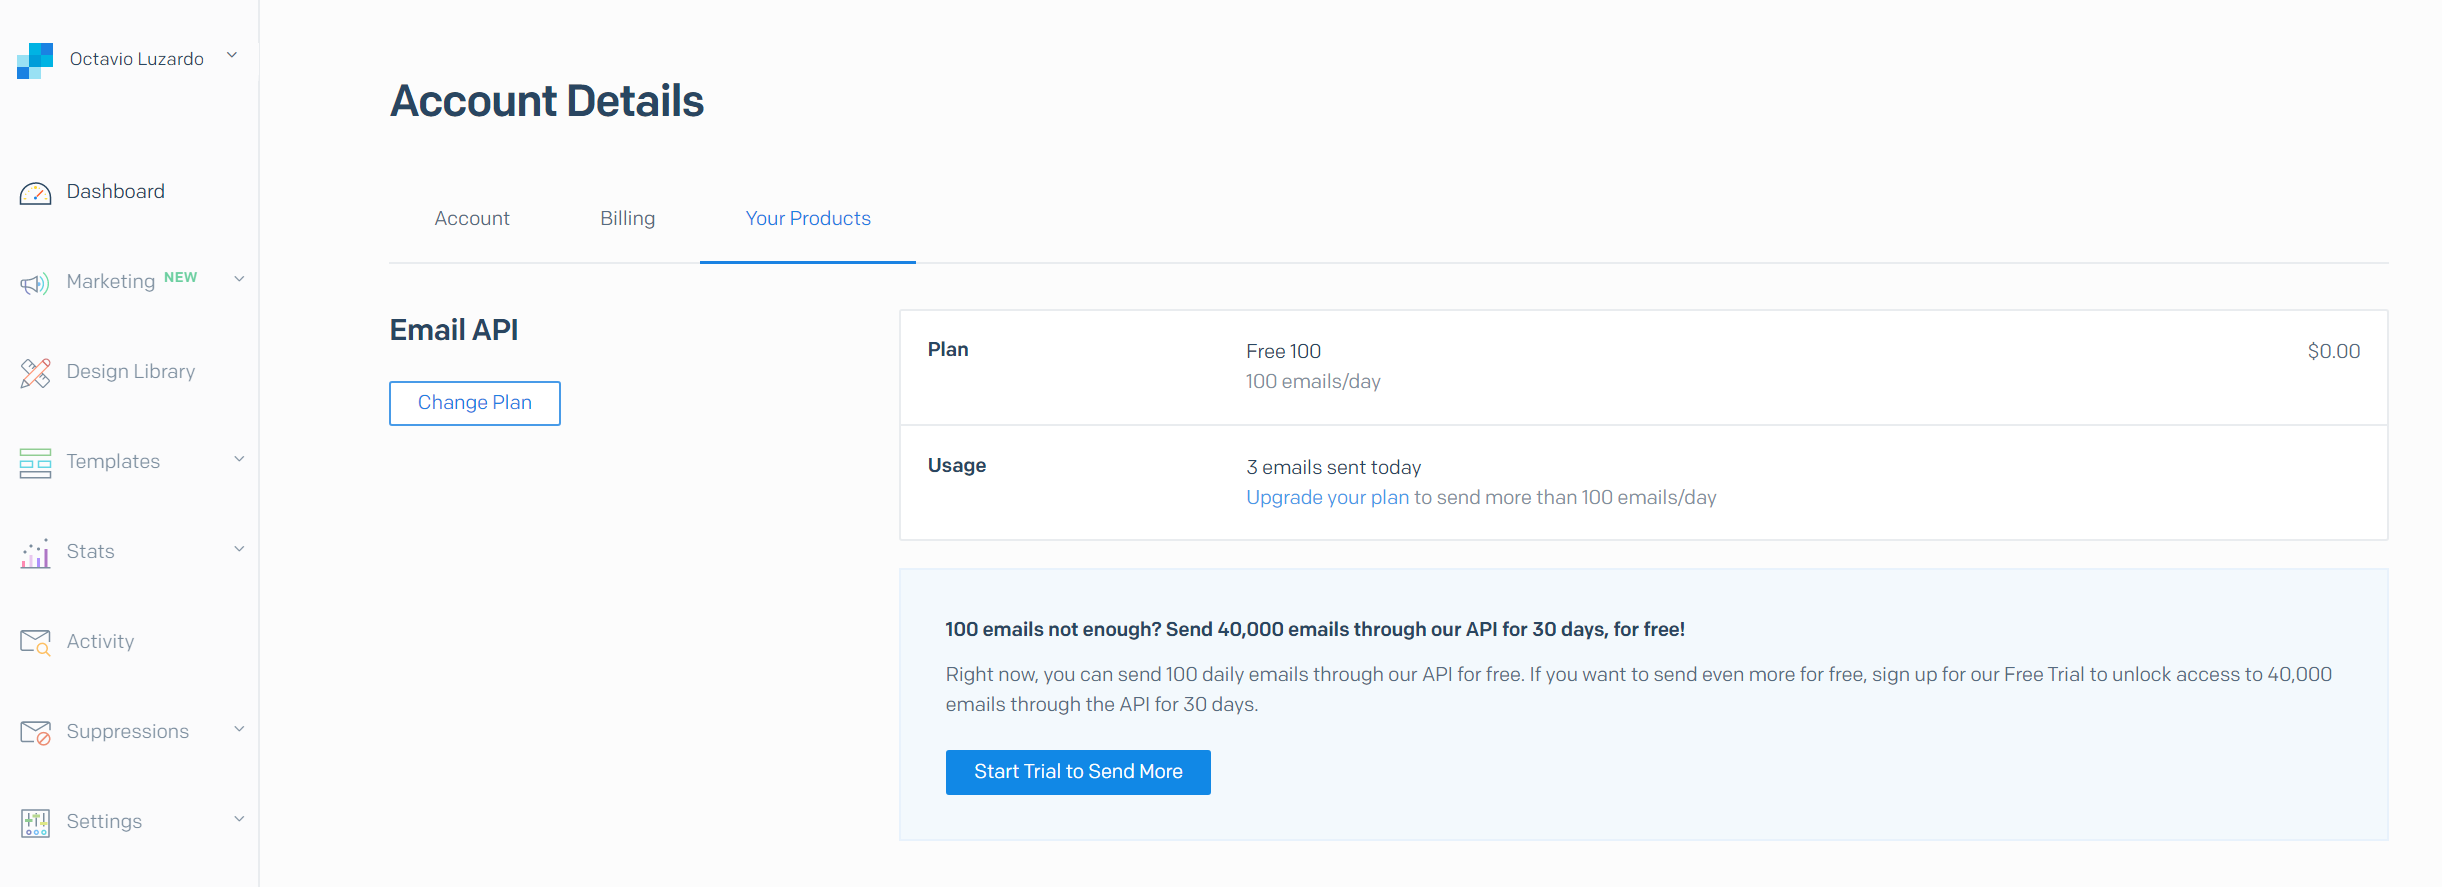 Octavio Luzardo
Dashboard
Marketing NEW
Design Library
Templates
Stats
Activity
Suppressions
Settings
Account Details
Account
Billing
Your Products
Email API
Change Plan
Plan
Free 100
$0.00
100 emails/day
Usage
3 emails sent today
Upgrade your plan to send more than 100 emails/day
100 emails not enough? Send 40,000 emails through our API for 30 days, for free!
Right now, you can send 100 daily emails through our API for free. If you want to send even more for free, sign up for our Free Trial to unlock access to 40,000
emails through the API for 30 days.
Start Trial to Send More